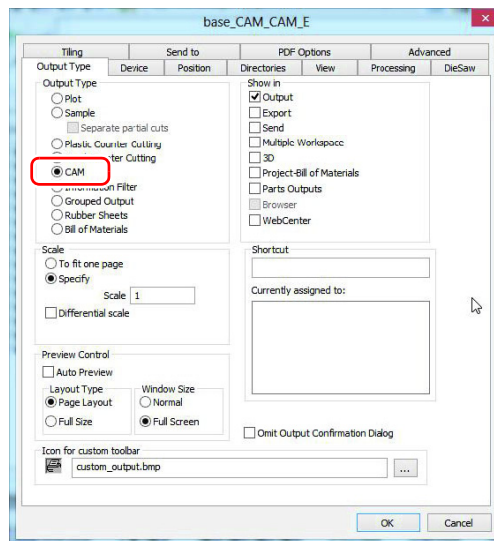 base_CAM_CAM_E
Tiling Send to PDF Options Advanced
Output Type Device Position Directories View Processing DieSaw
Output Type
Plot
Sample
Separate partial cuts
Plastic Counter Cutting
Counter Cutting
CAM
Information Filter
Grouped Output
Rubber Sheets
Bill of Materials
Show in
Output
Export
Send
Multiple Workspace
3D
Project-Bill of Materials
Parts Outputs
Browser
WebCenter
Scale
To fit one page
Specify
Scale 1
Differential scale
Shortcut
Currently assigned to:
Preview Control
Auto Preview
Layout Type
Page Layout
Full Size
Window Size
Normal
Full Screen
Omit Output Confirmation Dialog
Icon for custom toolbar
custom_output.bmp ...
OK Cancel